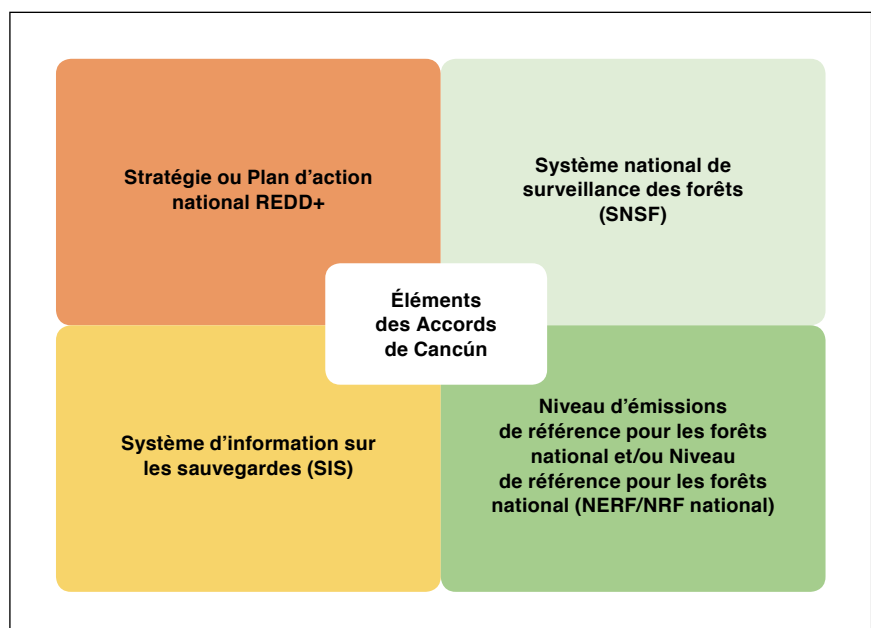 Stratégie ou Plan d’action
national REDD+
Système national de
surveillance des forêts
(SNSF)
Éléments
des Accords
de Cancún
Système d’information sur
les sauvegardes (SIS)
Niveau d’émissions
de référence pour les forêts
national et/ou Niveau
de référence pour les forêts
national (NERF/NRF national)